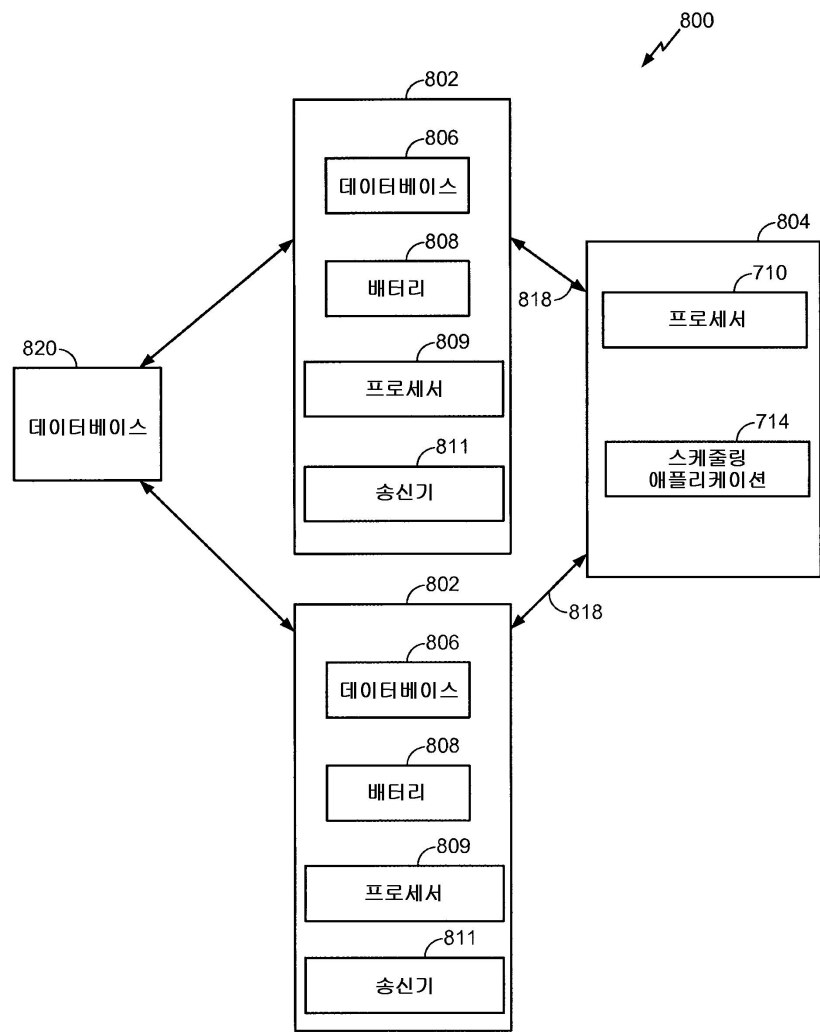 800
802
806
데이터베이스
808
배터리
809
프로세서
811
송신기
804
710
프로세서
714
스케줄링
애플리케이션
818
820
데이터베이스
818
802
806
데이터베이스
808
배터리
809
프로세서
811
송신기